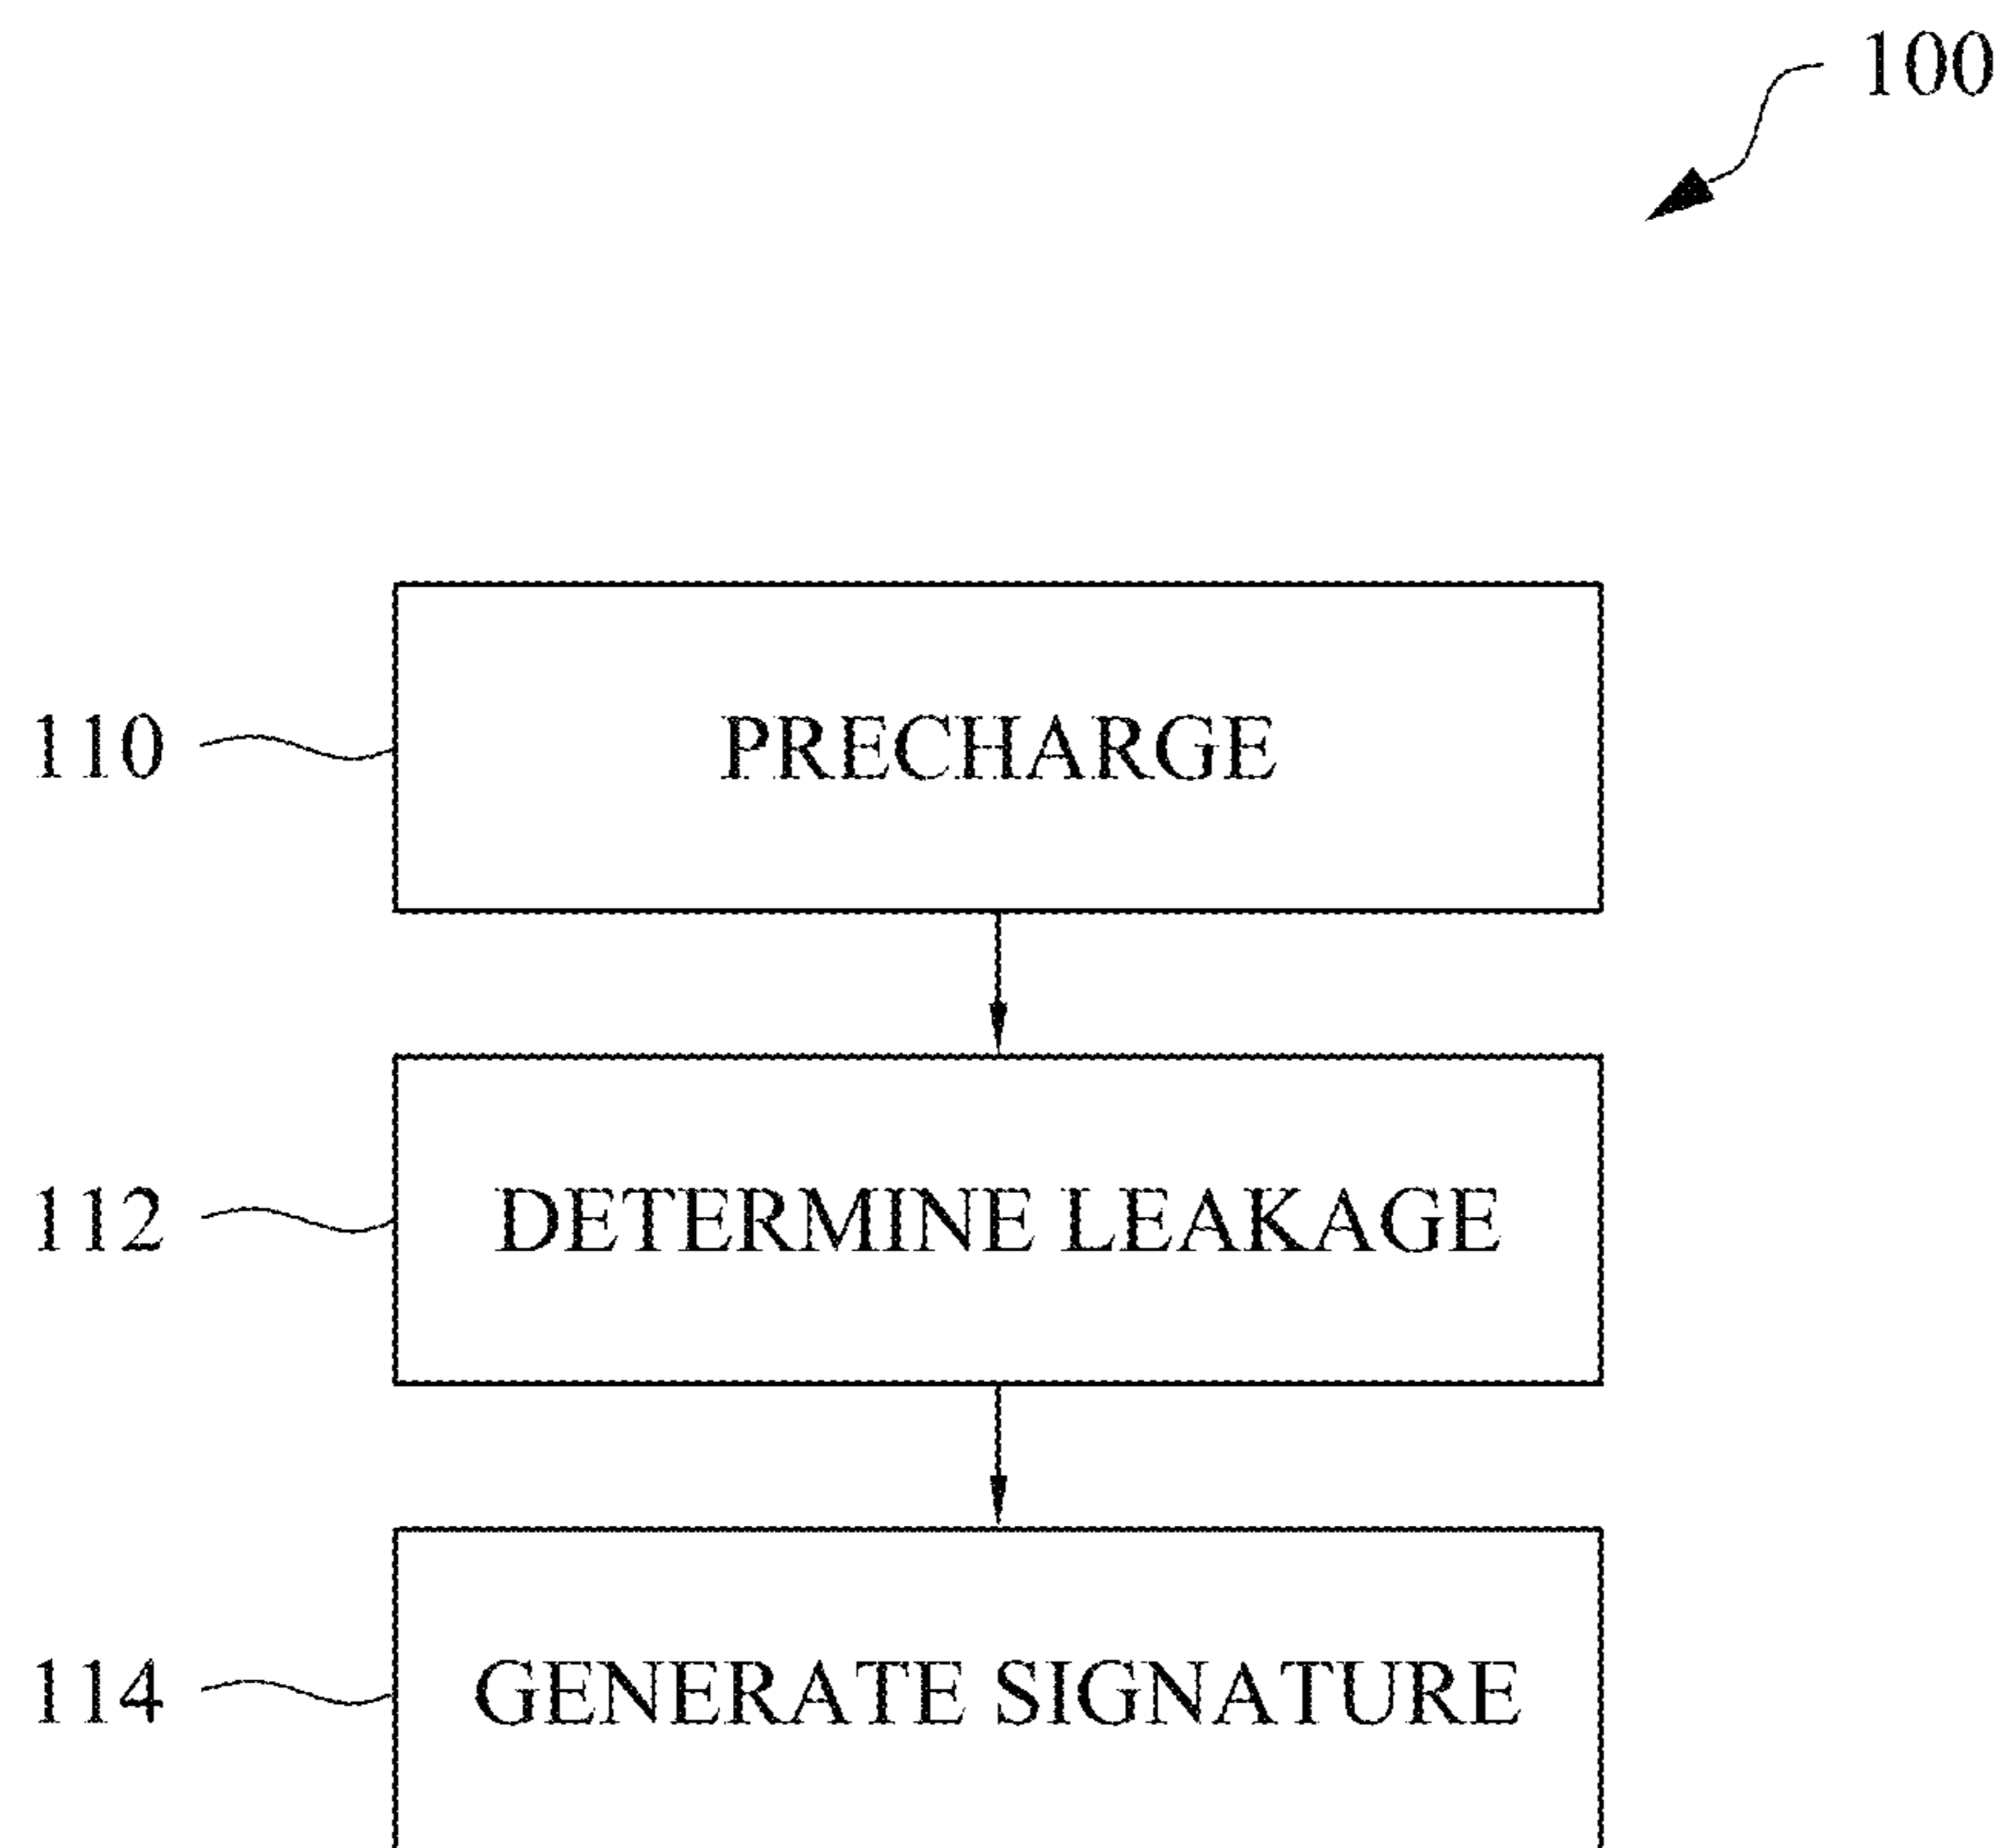 100
110 PRECHARGE
112 DETERMINE LEAKAGE
114 GENERATE SIGNATURE